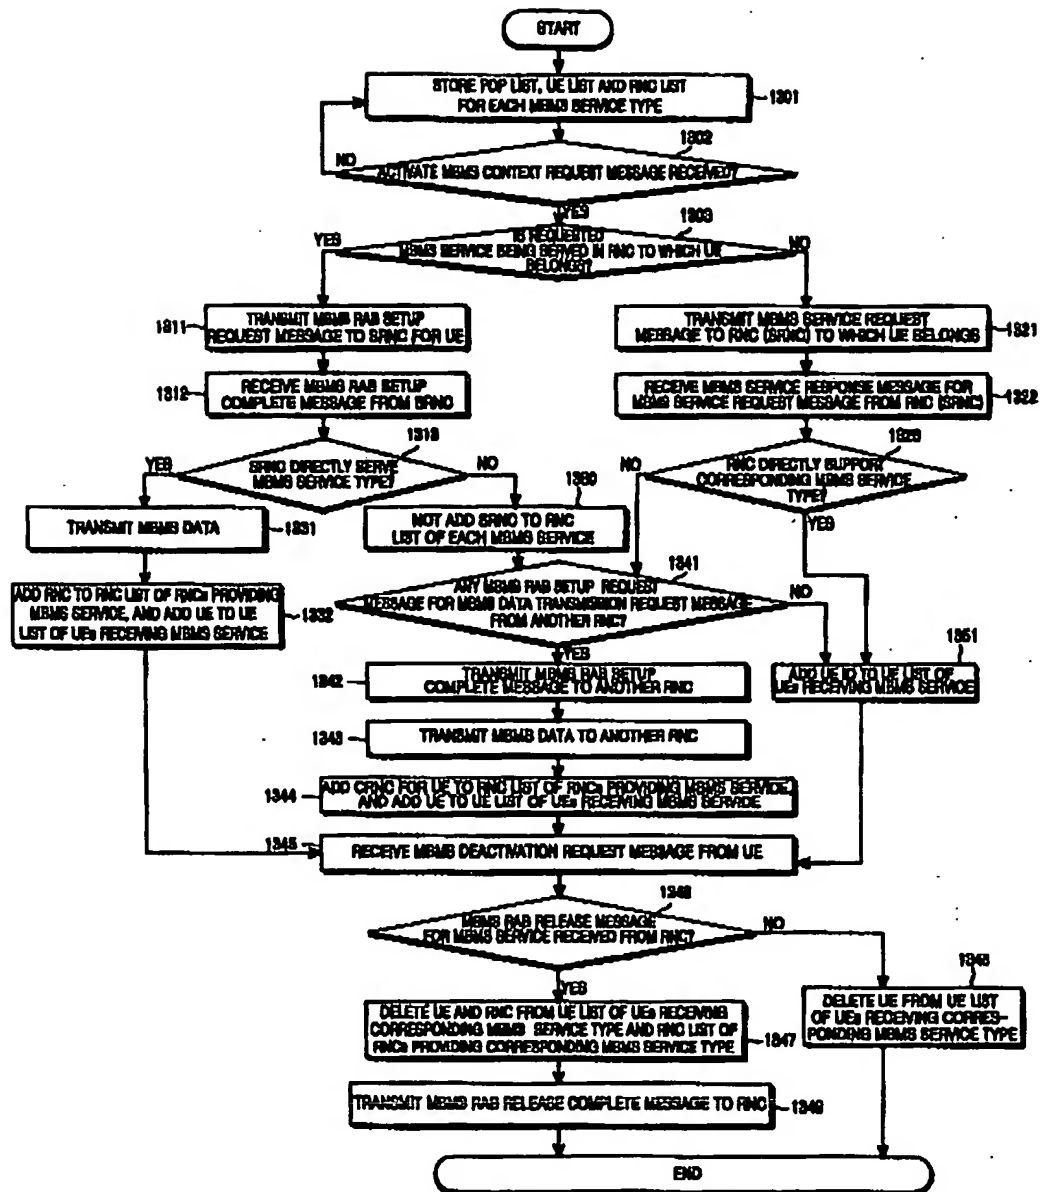 START
STORE PDP LIST, UE LIST AND RNC LIST
FOR EACH MBMS SERVICE TYPE
1301
1302
NO
ACTIVATE MBMS CONTEXT REQUEST MESSAGE RECEIVED?
YES
1303
YES
IS REQUESTED
MBMS SERVICE BEING SERVED IN RNC TO WHICH UE
BELONGS?
NO
1311
TRANSMIT MBMS RAB SETUP
REQUEST MESSAGE TO SRNC FOR UE
TRANSMIT MBMS SERVICE REQUEST
MESSAGE TO RNC (SRNC) TO WHICH UE BELONGS
1321
1312
RECEIVE MBMS RAB SETUP
COMPLETE MESSAGE FROM SRNC
RECEIVE MBMS SERVICE RESPONSE MESSAGE FOR
MBMS SERVICE REQUEST MESSAGE FROM RNC (SRNC)
1322
1313
YES
SRNC DIRECTLY SERVE
MBMS SERVICE TYPE?
NO
NO
RNC DIRECTLY SUPPORT
CORRESPONDING MBMS SERVICE
TYPE?
YES
TRANSMIT MBMS DATA
1331
NOT ADD SRNC TO RNC
LIST OF EACH MBMS SERVICE
ADD RNC TO RNC LIST OF RNCs PROVIDING
MBMS SERVICE, AND ADD UE TO UE
LIST OF UEs RECEIVING MBMS SERVICE
1332
1341
ANY MBMS RAB SETUP REQUEST
MESSAGE FOR MBMS DATA TRANSMISSION REQUEST MESSAGE
FROM ANOTHER RNC?
NO
YES
1351
ADD UE ID TO UE LIST OF
UEs RECEIVING MBMS SERVICE
1342
TRANSMIT MBMS RAB SETUP
COMPLETE MESSAGE TO ANOTHER RNC
1343
TRANSMIT MBMS DATA TO ANOTHER RNC
1344
ADD CRNC FOR UE TO RNC LIST OF RNCs PROVIDING MBMS SERVICE,
AND ADD UE TO UE LIST OF UEs RECEIVING MBMS SERVICE
1345
RECEIVE MBMS DEACTIVATION REQUEST MESSAGE FROM UE
MBMS RAB RELEASE MESSAGE
FOR MBMS SERVICE RECEIVED FROM RNC?
NO
YES
DELETE UE AND RNC FROM UE LIST OF UEs RECEIVING
CORRESPONDING MBMS SERVICE TYPE AND RNC LIST OF
RNCs PROVIDING CORRESPONDING MBMS SERVICE TYPE
1347
DELETE UE FROM UE LIST
OF UEs RECEIVING CORRES-
PONDING MBMS SERVICE TYPE
TRANSMIT MBMS RAB RELEASE COMPLETE MESSAGE TO RNC
1349
END